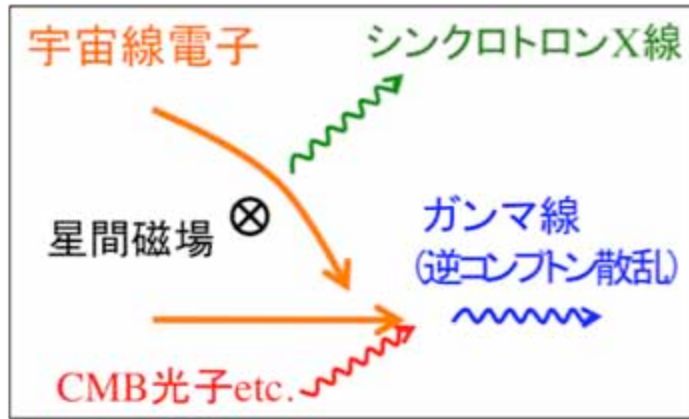 宇宙線電子
シンクロトロンX線
星間磁場
ガンマ線
(逆コンプトン散乱)
CMB光子etc.